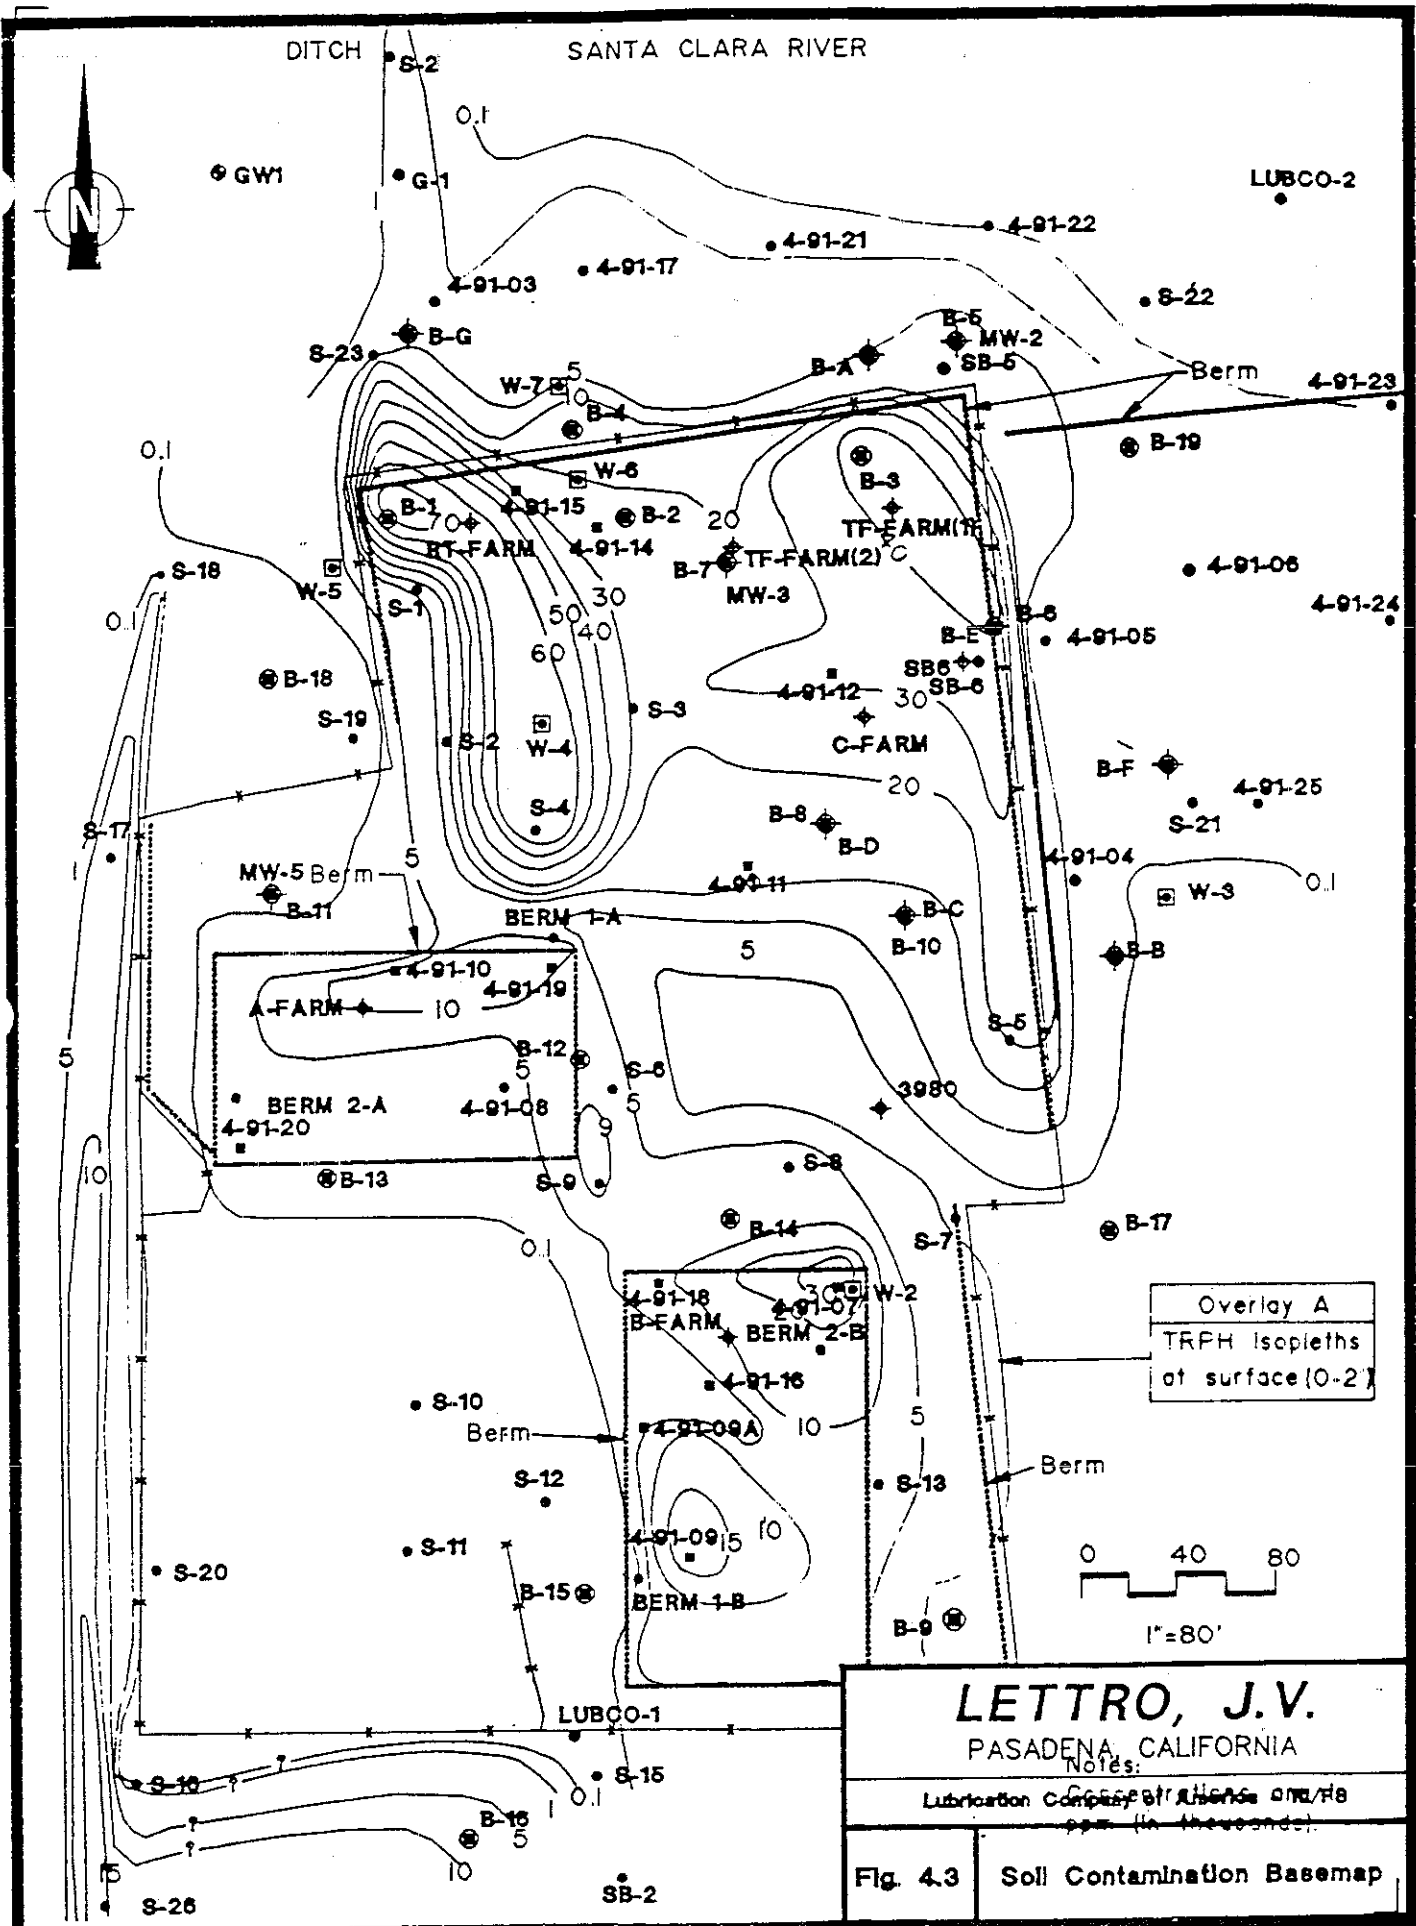 DITCH SANTA CLARA RIVER
S-2
0.1
N
GW1
G-1
LUBCO-2
4-91-22
4-91-21
4-91-17
4-91-03
S-22
B-G
B-5
MW-2
S-23
B-A
SB-5
Berm
W-7
5
10
4-91-23
B-4
B-19
0.1
W-6
B-3
B-1
70
4-91-15
B-2
20
TF-FARM(1)
RT-FARM
4-91-14
TF-FARM(2)
B-7
MW-3
S-18
W-5
4-91-06
S-1
30
50
40
4-91-24
0.1
B-6
B-E
4-91-05
60
SB6
SB-6
B-18
4-91-12
30
S-19
S-3
S-2
W-4
C-FARM
B-F
20
4-91-25
S-4
B-8
S-21
S-17
B-D
5
4-91-04
1
MW-5 Berm
4-91-11
0.1
W-3
B-11
BERM 1-A
B-C
B-10
5
B-B
4-91-10
4-91-19
A-FARM
10
S-5
5
B-12
5
S-6
3980
BERM 2-A
4-91-08
5
4-91-20
9
10
B-13
S-9
S-8
B-14
S-7
B-17
0.1
4-91-18
30
W-2
4-91-07
B-FARM
BERM 2-B
Overlay A
TRPH Isopleths
at surface (0-2')
4-91-16
S-10
10
5
Berm
4-91-09A
Berm
S-12
S-13
4-91-09
15
10
S-11
0 40 80
S-20
B-15
BERM 1-B
B-9
1"=80'
LETTRO, J.V.
PASADENA, CALIFORNIA
Notes:
LUBCO-1
S-16
S-15
Lubrication Company of America
Concentrations
ppm (in thousands).
1
0.1
B-16
5
10
15
Fig. 4.3 Soil Contamination Basemap
SB-2
S-26